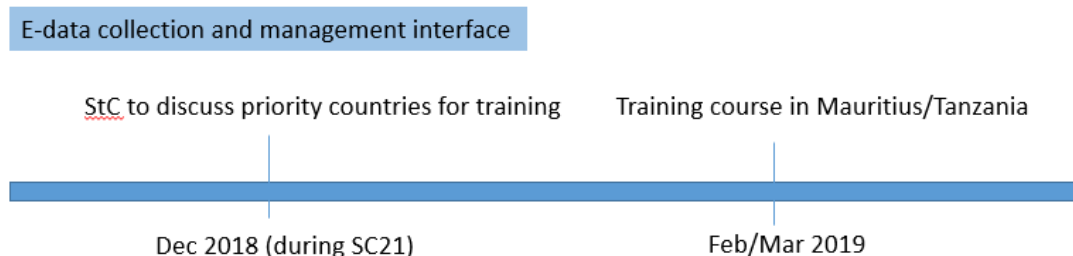 E-data collection and management interface
StC to discuss priority countries for training
Training course in Mauritius/Tanzania
Dec 2018 (during SC21)
Feb/Mar 2019